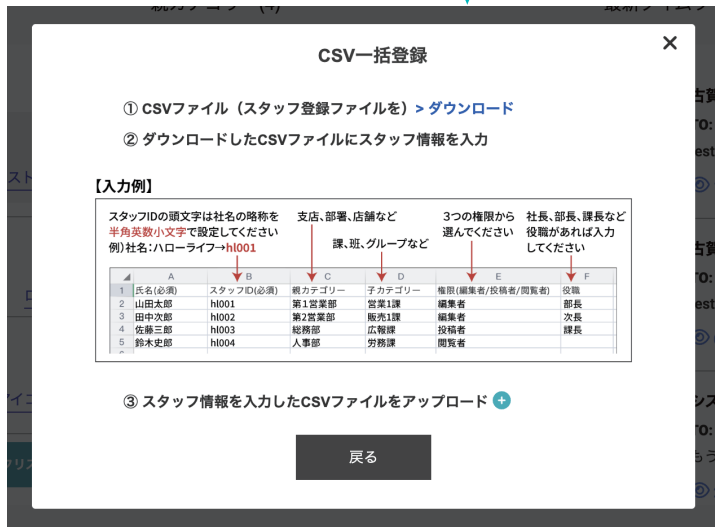 CSV一括登録
×
① CSVファイル（スタッフ登録ファイルを）> ダウンロード
② ダウンロードしたCSVファイルにスタッフ情報を入力
【入力例】
スタッフIDの頭文字は社名の略称を
半角英数小文字で設定してください
例）社名：ハローライフ→hl001
支店、部署、店舗など
課、班、グループなど
3つの権限から
選んでください
社長、部長、課長など
役職があれば入力
してください
A B C D E F
1 氏名(必須) スタッフID(必須) 親カテゴリー 子カテゴリー 権限(編集者/投稿者/閲覧者) 役職
2 山田太郎 hl001 第１営業部 営業1課 編集者 部長
3 田中次郎 hl002 第2営業部 販売1課 編集者 次長
4 佐藤三郎 hl003 総務部 広報課 投稿者 課長
5 鈴木史郎 hl004 人事部 労務課 閲覧者
③ スタッフ情報を入力したCSVファイルをアップロード +
戻る
TO:
est
TO:
est
TO: